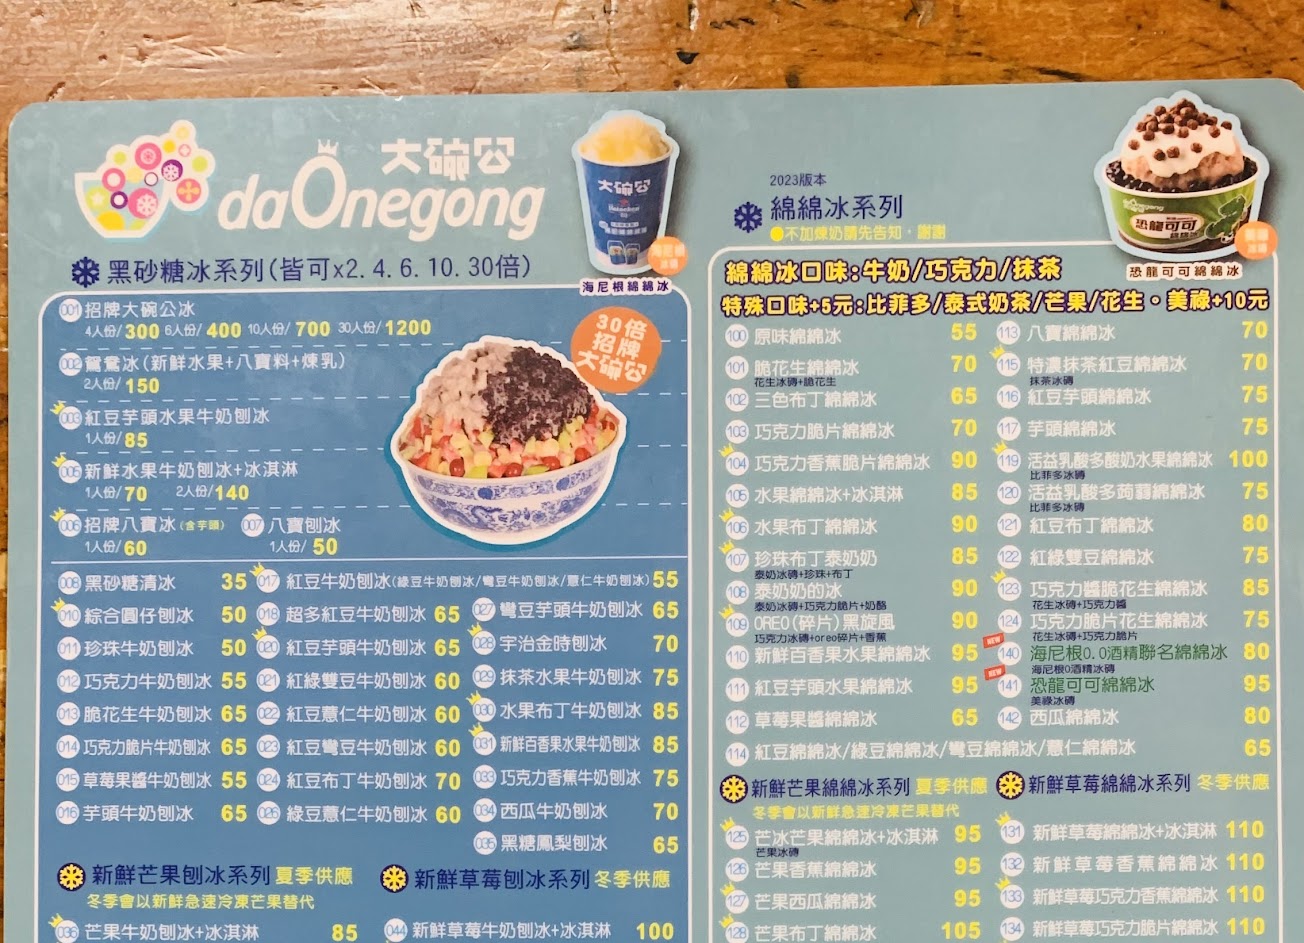 大碗公
daOnegong
黑砂糖冰系列(皆可x2.4.6.10.30倍)
001 招牌大碗公冰
4人份/300 6人份/400 10人份/700 30人份/1200
002 鴛鴦冰(新鮮水果+八寶料+煉乳)
2人份/150
003 紅豆芋頭水果牛奶刨冰
1人份/85
005 新鮮水果牛奶刨冰+冰淇淋
1人份/70 2人份/140
006 招牌八寶冰(含芋頭) 007 八寶刨冰
1人份/60 1人份/50
30倍
招牌
大碗公
008 黑砂糖清冰 35
010 綜合圓仔刨冰 50
011 珍珠牛奶刨冰 50
012 巧克力牛奶刨冰 55
013 脆花生牛奶刨冰 65
014 巧克力脆片牛奶刨冰 65
015 草莓果醬牛奶刨冰 55
016 芋頭牛奶刨冰 65
017 紅豆牛奶刨冰(綠豆牛奶刨冰/彎豆牛奶刨冰/薏仁牛奶刨冰) 55
018 超多紅豆牛奶刨冰 65
020 紅豆芋頭牛奶刨冰 65
021 紅綠雙豆牛奶刨冰 60
022 紅豆薏仁牛奶刨冰 60
023 紅豆彎豆牛奶刨冰 60
024 紅豆布丁牛奶刨冰 70
026 綠豆薏仁牛奶刨冰 60
027 彎豆芋頭牛奶刨冰 65
028 宇治金時刨冰 70
029 抹茶水果牛奶刨冰 75
030 水果布丁牛奶刨冰 85
031 新鮮百香果水果牛奶刨冰 85
033 巧克力香蕉牛奶刨冰 75
034 西瓜牛奶刨冰 70
035 黑糖鳳梨刨冰 65
新鮮芒果刨冰系列 夏季供應
冬季會以新鮮急速冷凍芒果替代
036 芒果牛奶刨冰+冰淇淋 85
新鮮草莓刨冰系列 冬季供應
044 新鮮草莓牛奶刨冰+冰淇淋 100
大碗公
Heineken
海尼根綿綿冰
2023版本
綿綿冰系列
不加煉奶請先告知，謝謝
恐龍可可
恐龍可可綿綿冰
綿綿冰口味:牛奶/巧克力/抹茶
特殊口味+5元:比菲多/泰式奶茶/芒果/花生。美祿+10元
100 原味綿綿冰 55
101 脆花生綿綿冰 70
花生冰磚+脆花生
102 三色布丁綿綿冰 65
103 巧克力脆片綿綿冰 70
104 巧克力香蕉脆片綿綿冰 90
105 水果綿綿冰+冰淇淋 85
106 水果布丁綿綿冰 90
107 珍珠布丁泰奶奶 85
泰奶冰磚+珍珠+布丁
108 泰奶奶的冰 90
泰奶冰磚+巧克力脆片+奶酪
109 OREO(碎片)黑旋風 90
巧克力冰磚+oreo碎片+香蕉
110 新鮮百香果水果綿綿冰 95
111 紅豆芋頭水果綿綿冰 95
112 草莓果醬綿綿冰 65
113 八寶綿綿冰 70
115 特濃抹茶紅豆綿綿冰 70
抹茶冰磚
116 紅豆芋頭綿綿冰 75
117 芋頭綿綿冰 75
119 活益乳酸多酸奶水果綿綿冰 100
比菲多冰磚
120 活益乳酸多蒟蒻綿綿冰 75
比菲多冰磚
121 紅豆布丁綿綿冰 80
122 紅綠雙豆綿綿冰 75
123 巧克力醬脆花生綿綿冰 85
花生冰磚+巧克力醬
124 巧克力脆片花生綿綿冰 75
花生冰磚+巧克力脆片
NEW
140 海尼根0.0酒精聯名綿綿冰 80
海尼根0酒精冰磚
NEW
141 恐龍可可綿綿冰 95
美祿冰磚
142 西瓜綿綿冰 80
114 紅豆綿綿冰/綠豆綿綿冰/彎豆綿綿冰/薏仁綿綿冰 65
新鮮芒果綿綿冰系列 夏季供應
冬季會以新鮮急速冷凍芒果替代
125 芒冰芒果綿綿冰+冰淇淋 95
芒果冰磚
126 芒果香蕉綿綿冰 95
127 芒果西瓜綿綿冰 95
128 芒果布丁綿綿冰 105
新鮮草莓綿綿冰系列 冬季供應
131 新鮮草莓綿綿冰+冰淇淋 110
132 新鮮草莓香蕉綿綿冰 110
133 新鮮草莓巧克力香蕉綿綿冰 110
134 新鮮草莓巧克力脆片綿綿冰 110